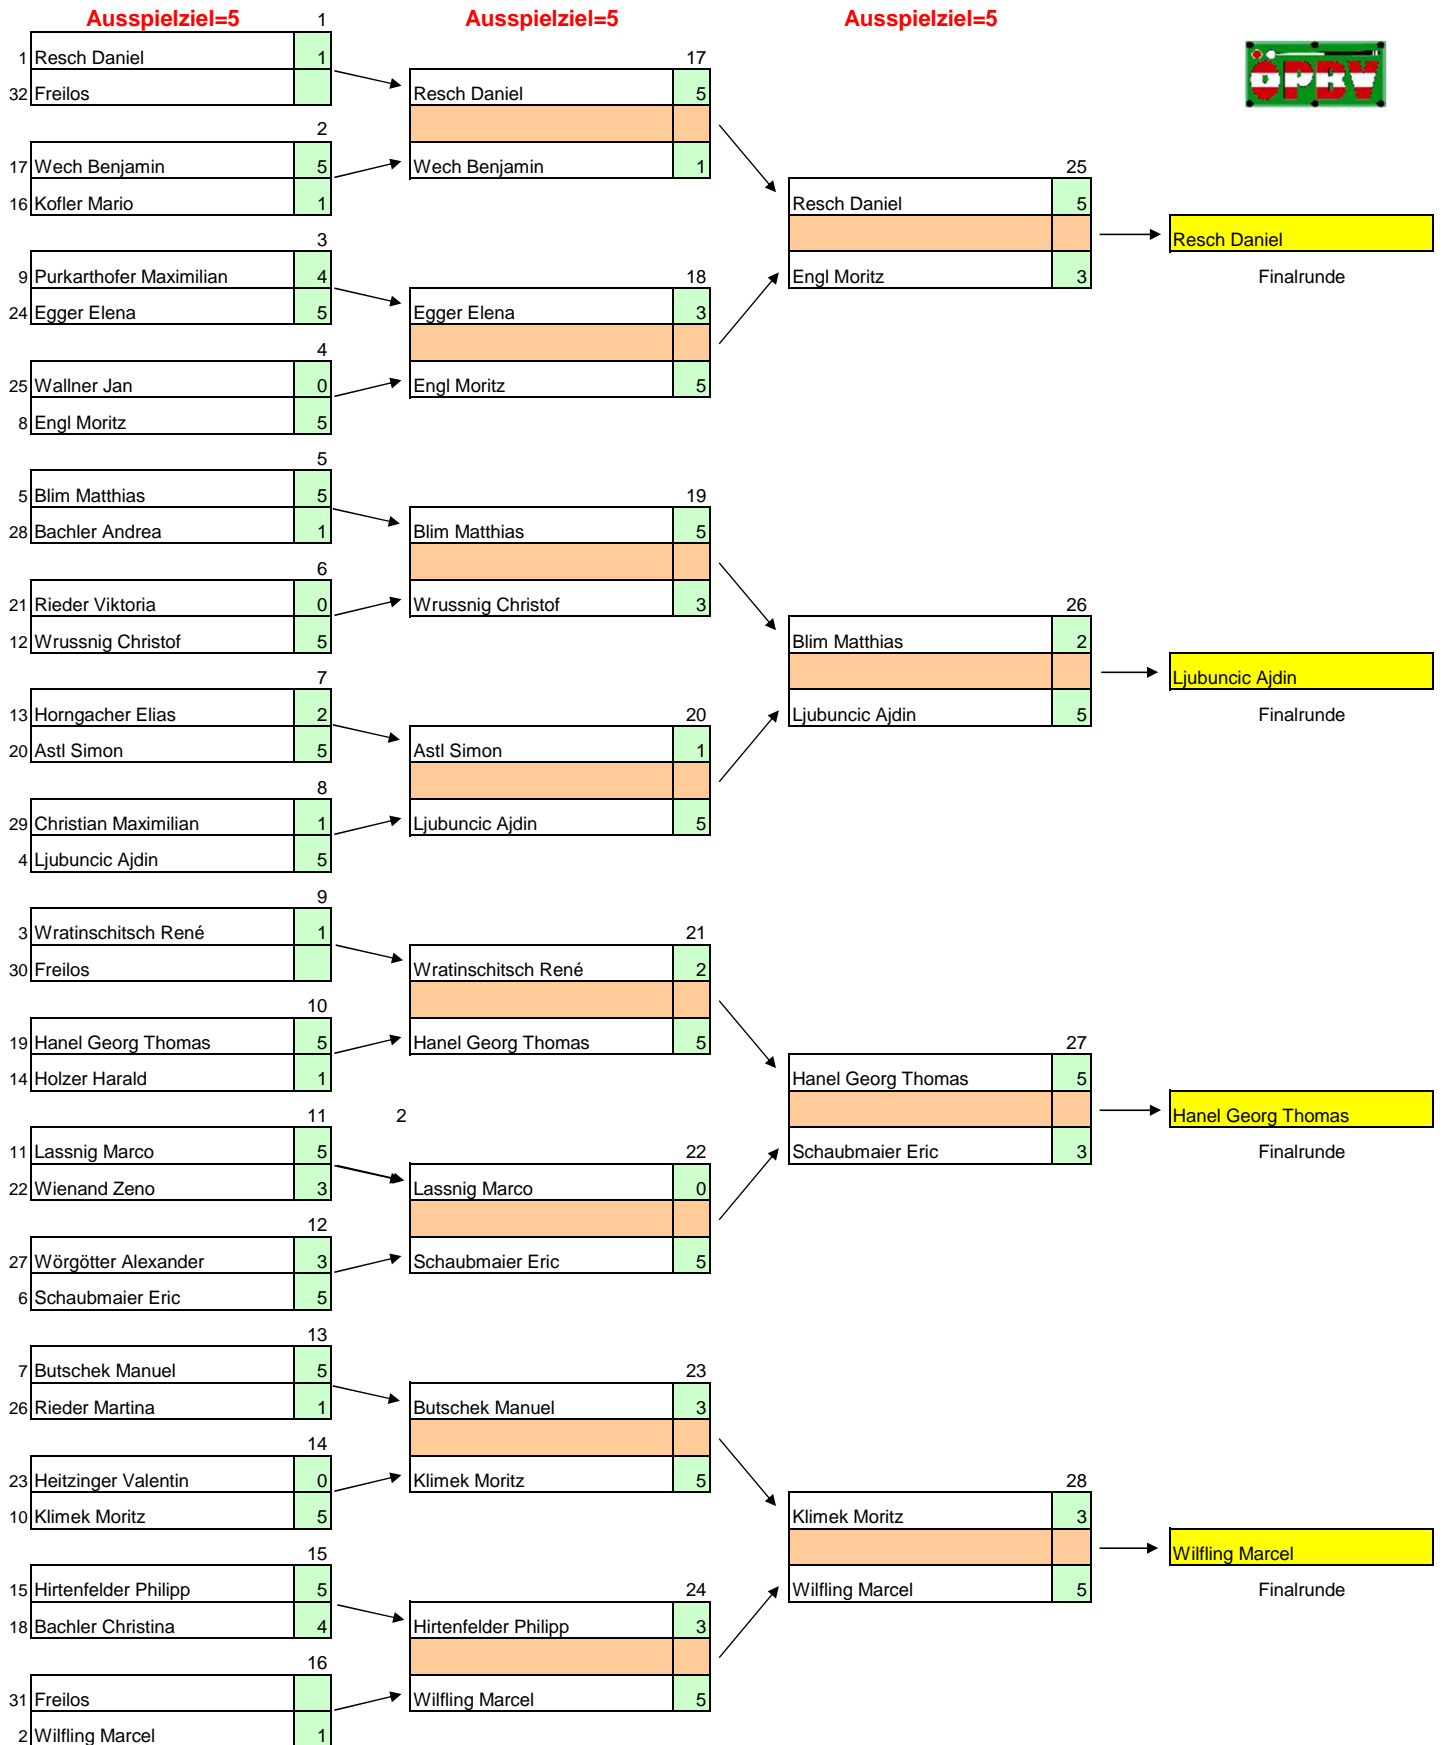 Ausspielziel=5 1 Ausspielziel=5 Ausspielziel=5
1 Resch Daniel 1 17
ÖPBV
32 Freilos Resch Daniel 5
2
17 Wech Benjamin 5 Wech Benjamin 1 25
16 Kofler Mario 1 Resch Daniel 5
3 Resch Daniel
9 Purkarthofer Maximilian 4 18 Engl Moritz 3 Finalrunde
24 Egger Elena 5 Egger Elena 3
4
25 Wallner Jan 0 Engl Moritz 5
8 Engl Moritz 5
5
5 Blim Matthias 5 19
28 Bachler Andrea 1 Blim Matthias 5
6
21 Rieder Viktoria 0 Wrussnig Christof 3 26
12 Wrussnig Christof 5 Blim Matthias 2
7 Ljubuncic Ajdin
13 Horngacher Elias 2 20 Ljubuncic Ajdin 5 Finalrunde
20 Astl Simon 5 Astl Simon 1
8
29 Christian Maximilian 1 Ljubuncic Ajdin 5
4 Ljubuncic Ajdin 5
9
3 Wratinschitsch René 1 21
30 Freilos Wratinschitsch René 2
10
19 Hanel Georg Thomas 5 Hanel Georg Thomas 5 27
14 Holzer Harald 1 Hanel Georg Thomas 5
11 2 Hanel Georg Thomas
11 Lassnig Marco 5 22 Schaubmaier Eric 3 Finalrunde
22 Wienand Zeno 3 Lassnig Marco 0
12
27 Wörgötter Alexander 3 Schaubmaier Eric 5
6 Schaubmaier Eric 5
13
7 Butschek Manuel 5 23
26 Rieder Martina 1 Butschek Manuel 3
14
23 Heitzinger Valentin 0 Klimek Moritz 5 28
10 Klimek Moritz 5 Klimek Moritz 3
15 Wilfling Marcel
15 Hirtenfelder Philipp 5 24 Wilfling Marcel 5 Finalrunde
18 Bachler Christina 4 Hirtenfelder Philipp 3
16
31 Freilos Wilfling Marcel 5
2 Wilfling Marcel 1